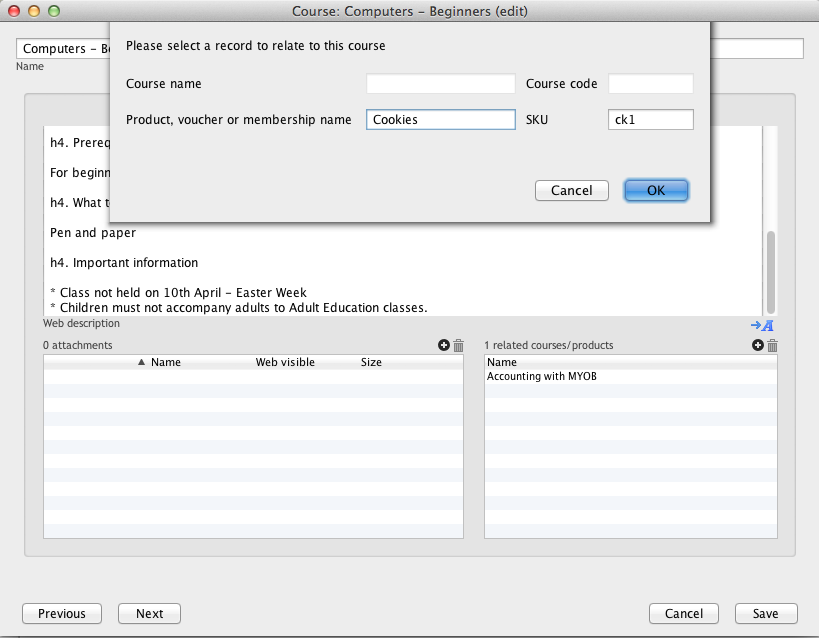 Course: Computers – Beginners (edit)
Please select a record to relate to this course
Computers – B
Name
Course name
Course code
Product, voucher or membership name
Cookies
SKU
ck1
Cancel
OK
h4. Prereq
For beginn
h4. What t
Pen and paper
h4. Important information
* Class not held on 10th April – Easter Week
* Children must not accompany adults to Adult Education classes.
Web description
A
0 attachments
1 related courses/products
Name
Web visible
Size
Name
Accounting with MYOB
Previous
Next
Cancel
Save